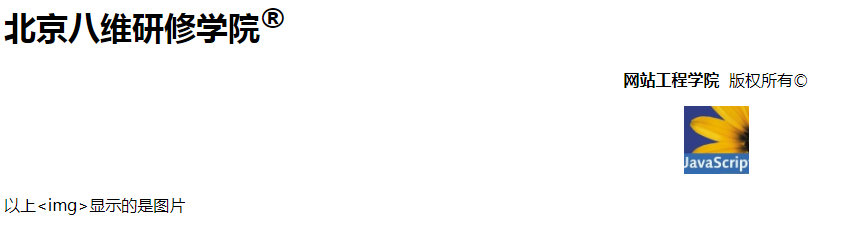 北京八维研修学院®
网站工程学院 版权所有©
JavaScrip
以上<img>显示的是图片